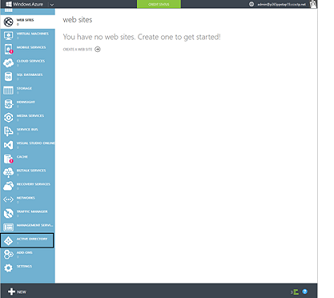 Windows Azure
WEB SITES
VIRTUAL MACHINES
MOBILE SERVICES
CLOUD SERVICES
SQL DATABASES
STORAGE
HDINSIGHT
MEDIA SERVICES
SERVICE BUS
VISUAL STUDIO ONLINE
CACHE
BIZTALK SERVICES
RECOVERY SERVICES
NETWORKS
TRAFFIC MANAGER
MANAGEMENT SERVI...
ACTIVE DIRECTORY
ADD-ONS
SETTINGS
web sites
You have no web sites. Create one to get started!
CREATE A WEB SITE
NEW